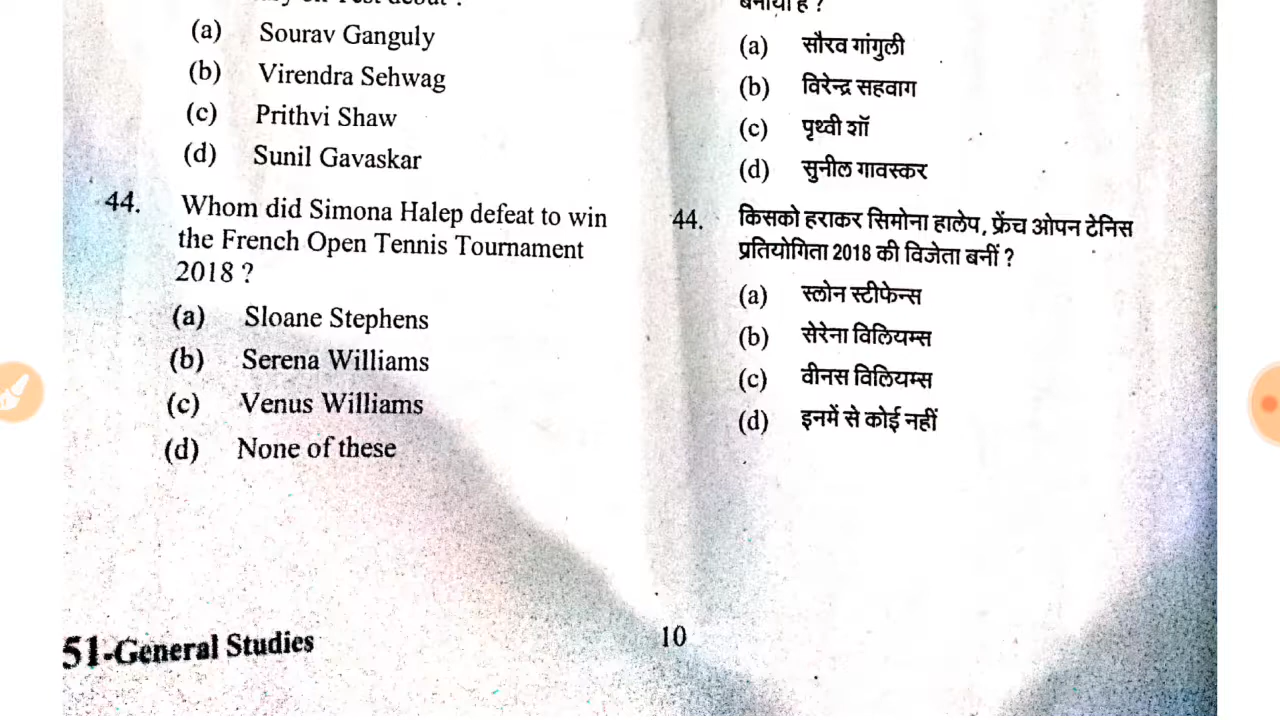 (a) Sourav Ganguly
(b) Virendra Sehwag
(c) Prithvi Shaw
(d) Sunil Gavaskar
44. Whom did Simona Halep defeat to win
the French Open Tennis Tournament
2018 ?
(a) Sloane Stephens
(b) Serena Williams
(c) Venus Williams
(d) None of these
(a) सौरव गांगुली
(b) विरेन्द्र सहवाग
(c) पृथ्वी शॉ
(d) सुनील गावस्कर
44. किसको हराकर सिमोना हालेप, फ्रेंच ओपन टेनिस
प्रतियोगिता 2018 की विजेता बनीं ?
(a) स्लोन स्टीफेन्स
(b) सेरेना विलियम्स
(c) वीनस विलियम्स
(d) इनमें से कोई नहीं
51-General Studies
10